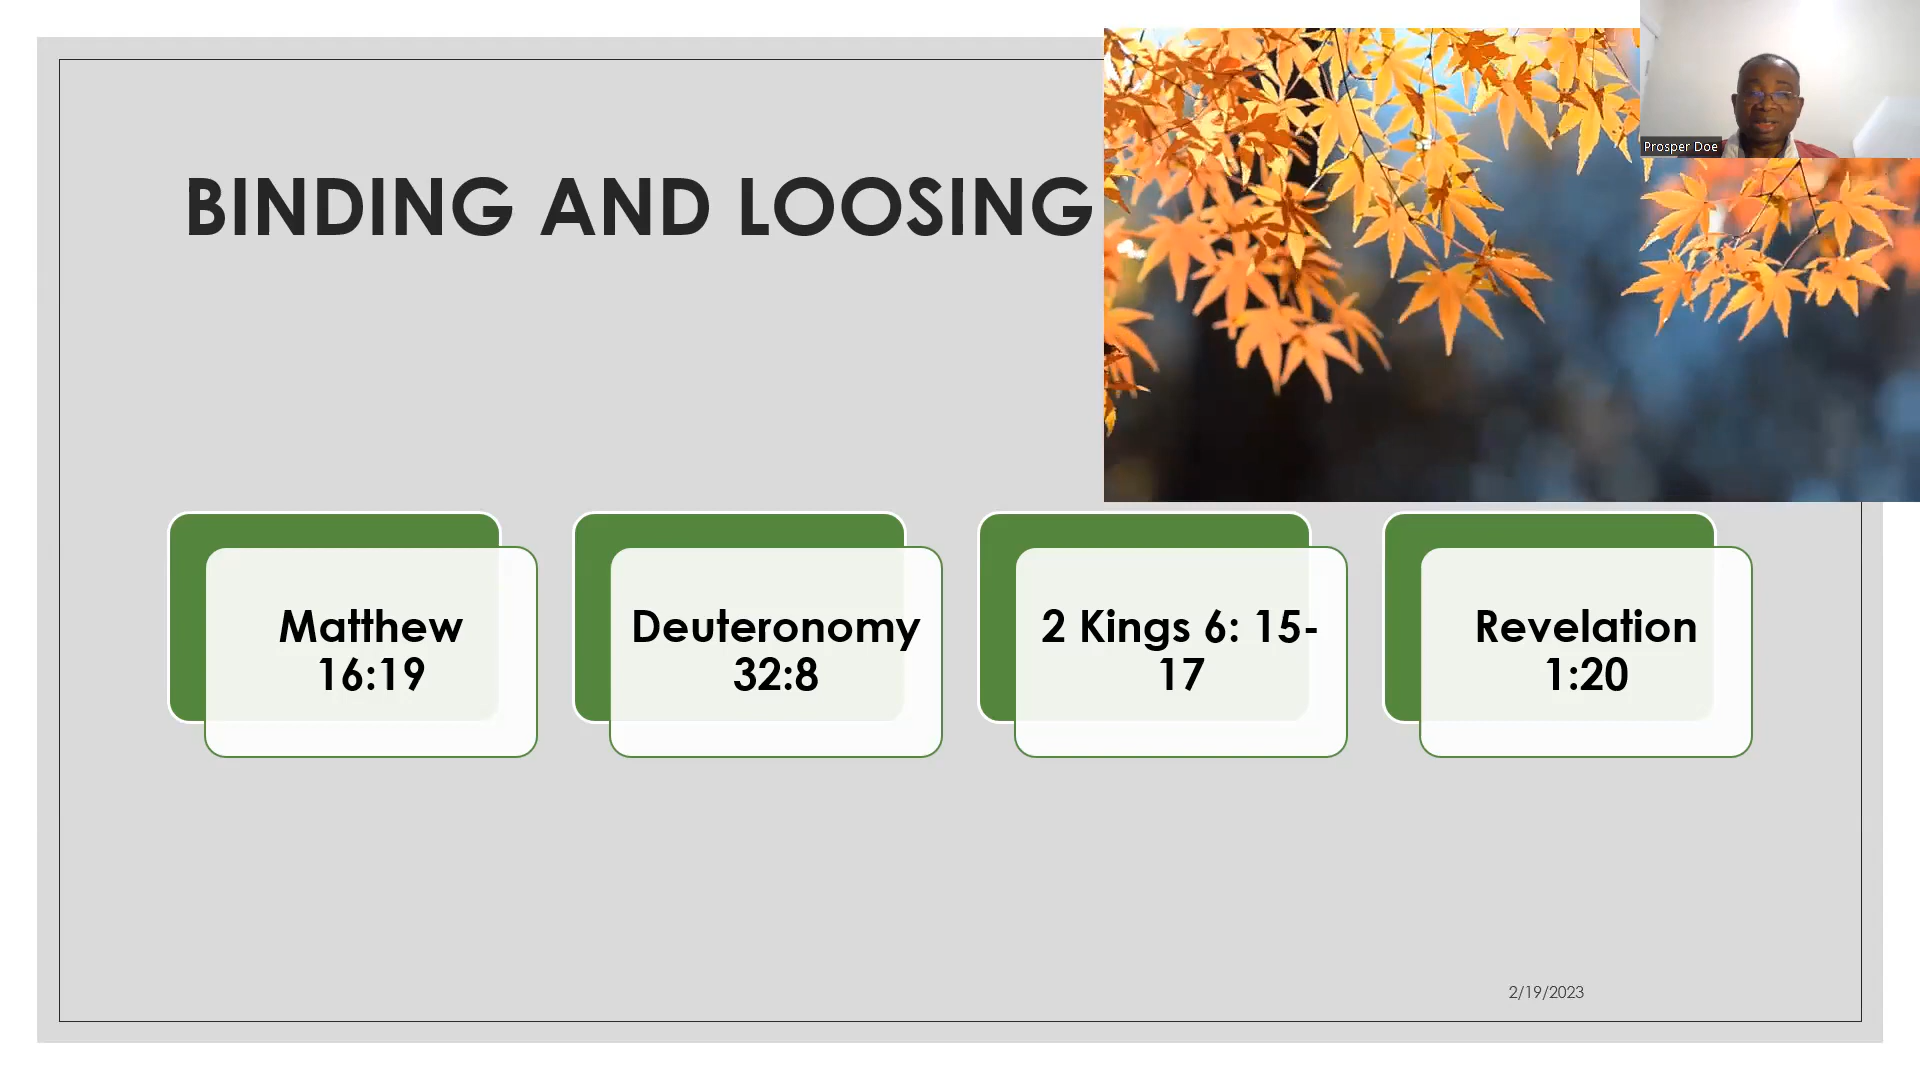 BINDING AND LOOSING
Prosper Doe
Matthew
16:19
Deuteronomy
32:8
2 Kings 6: 15-
17
Revelation
1:20
2/19/2023